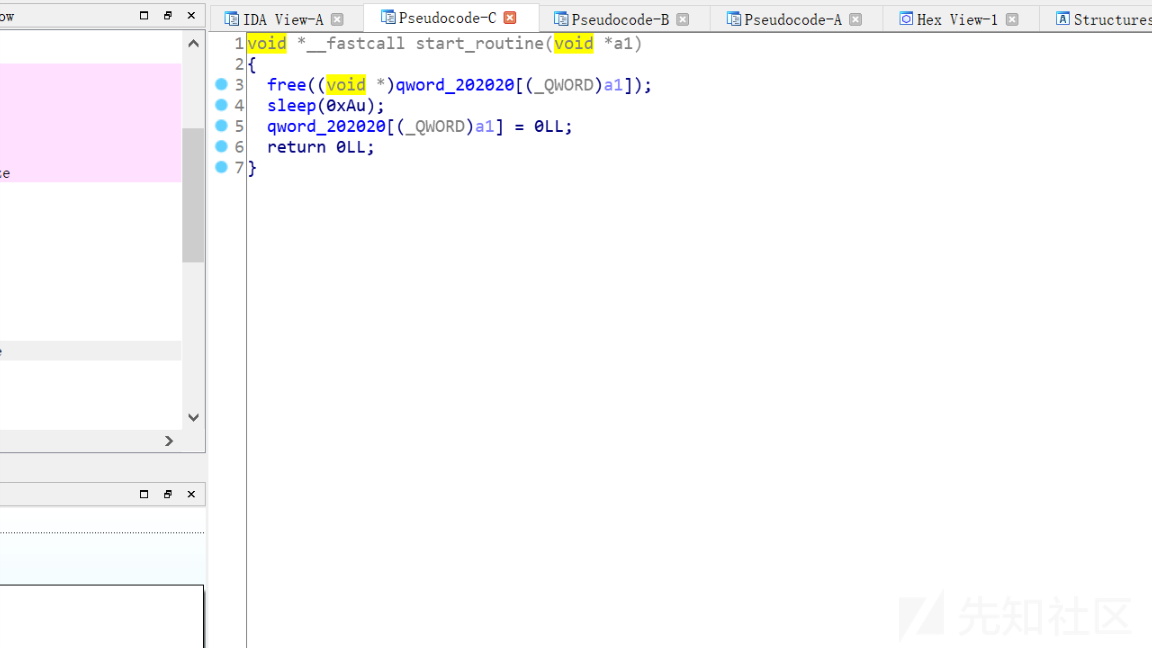 ow
IDA View-A
Pseudocode-C
Pseudocode-B
Pseudocode-A
Hex View-1
Structures
1 void *__fastcall start_routine(void *a1)
2 {
3 free((void *)qword_202020[(_QWORD)a1]);
4 sleep(0xAu);
5 qword_202020[(_QWORD)a1] = 0LL;
6 return 0LL;
7 }
ze
e
先知社区